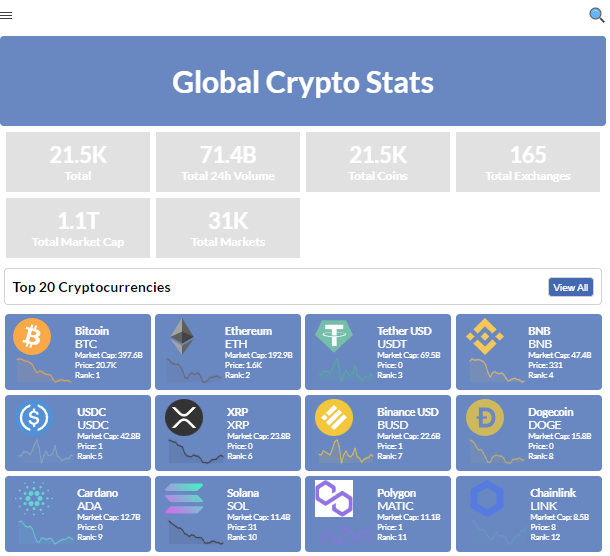 Global Crypto Stats
21.5K
Total
71.4B
Total 24h Volume
21.5K
Total Coins
165
Total Exchanges
1.1T
Total Market Cap
31K
Total Markets
Top 20 Cryptocurrencies
View All
Bitcoin
BTC
Market Cap: 397.6B
Price: 20.7K
Rank: 1
Ethereum
ETH
Market Cap: 192.9B
Price: 1.6K
Rank: 2
Tether USD
USDT
Market Cap: 69.5B
Price: 0
Rank: 3
BNB
BNB
Market Cap: 47.4B
Price: 331
Rank: 4
USDC
USDC
Market Cap: 42.8B
Price: 1
Rank: 5
XRP
XRP
Market Cap: 23.8B
Price: 0
Rank: 6
Binance USD
BUSD
Market Cap: 22.6B
Price: 1
Rank: 7
Dogecoin
DOGE
Market Cap: 15.8B
Price: 0
Rank: 8
Cardano
ADA
Market Cap: 12.7B
Price: 0
Rank: 9
Solana
SOL
Market Cap: 11.4B
Price: 31
Rank: 10
Polygon
MATIC
Market Cap: 11.1B
Price: 1
Rank: 11
Chainlink
LINK
Market Cap: 8.5B
Price: 8
Rank: 12